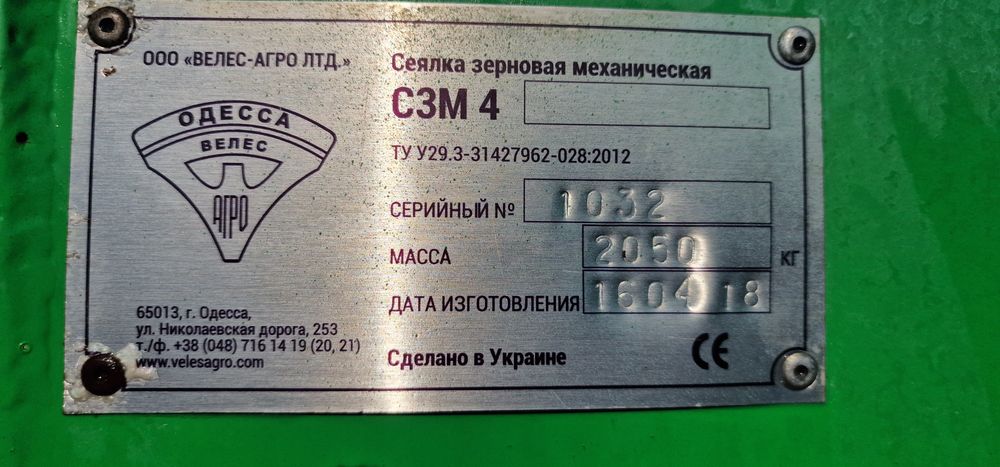 ООО «ВЕЛЕС-АГРО ЛТД.»
ОДЕССА
ВЕЛЕС
АГРО
65013, г. Одесса,
ул. Николаевская дорога, 253
т./ф. +38 (048) 716 14 19 (20, 21)
www.velesagro.com
Сеялка зерновая механическая
СЗМ 4
ТУ У29.3-31427962-028:2012
СЕРИЙНЫЙ № 1032
МАССА 2050 КГ
ДАТА ИЗГОТОВЛЕНИЯ 1604 18
Сделано в Украине CE